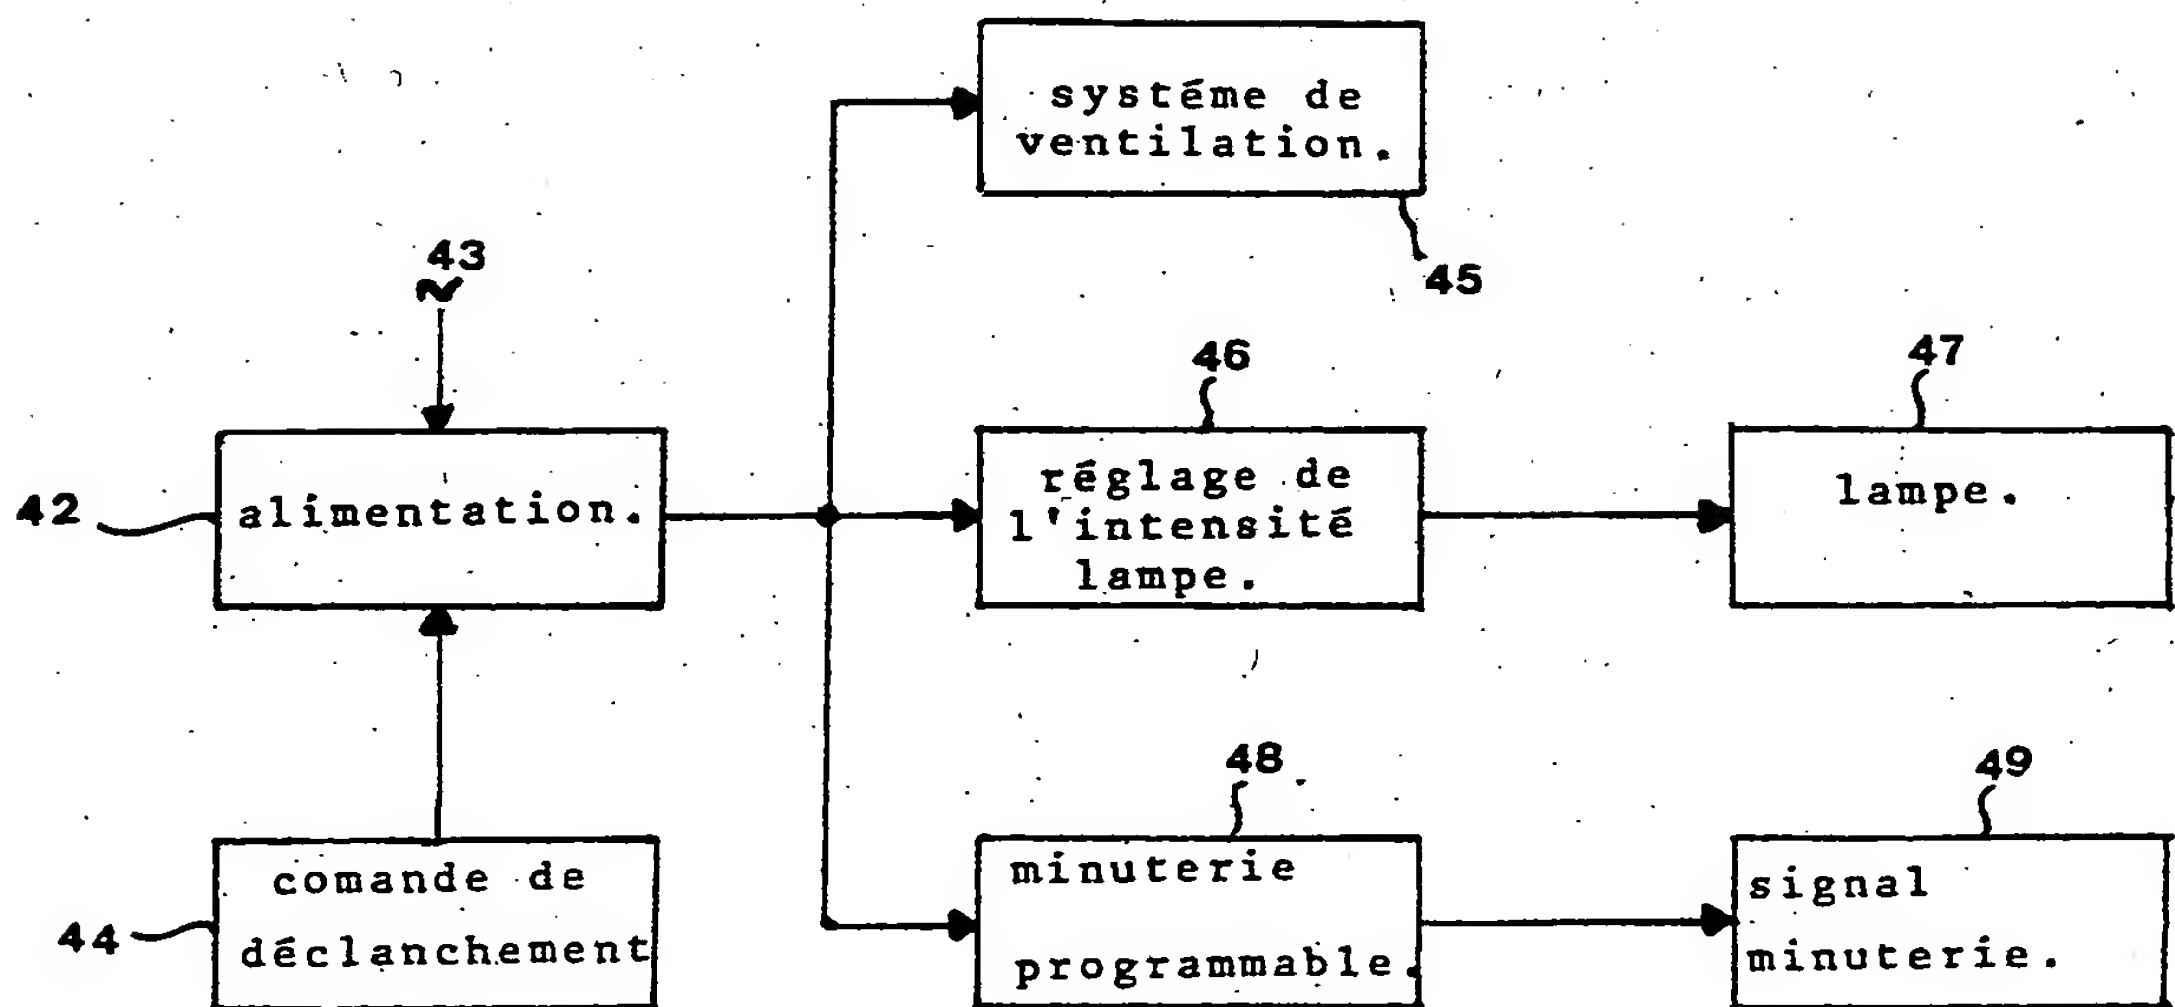 systéme de
ventilation.
45
43
42
alimentation.
46
réglage de
l'intensité
lampe.
47
lampe.
44
comande de
déclanchement
48
minuterie
programmable.
49
signal
minuterie.